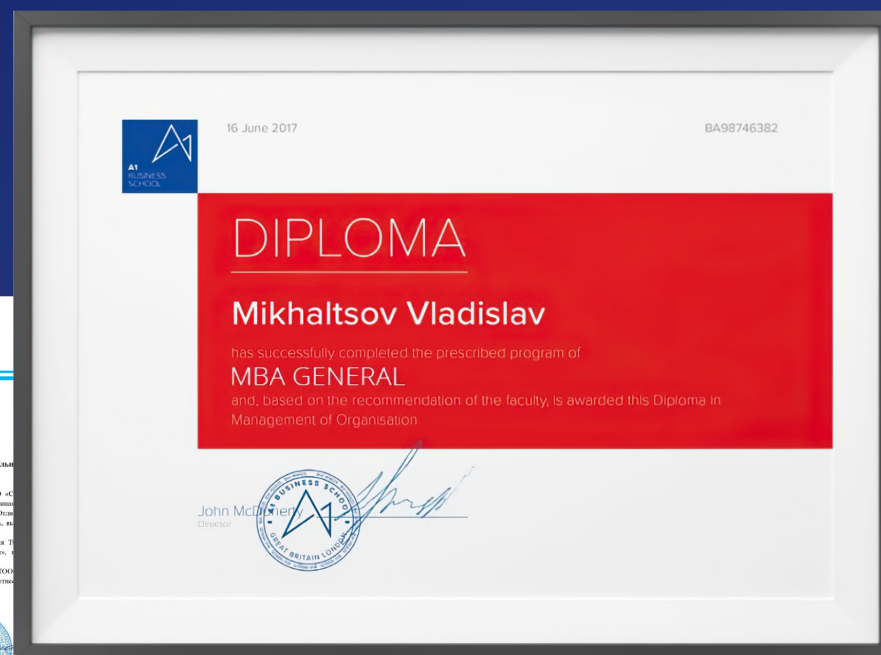 16 June 2017
BA98746382
A1
BUSINESS
SCHOOL
DIPLOMA
Mikhaltsov Vladislav
has successfully completed the prescribed program of
MBA GENERAL
and, based on the recommendation of the faculty, is awarded this Diploma in
Management of Organisation
John McDoherty
Director
A1 BUSINESS SCHOOL
GREAT BRITAIN LONDON